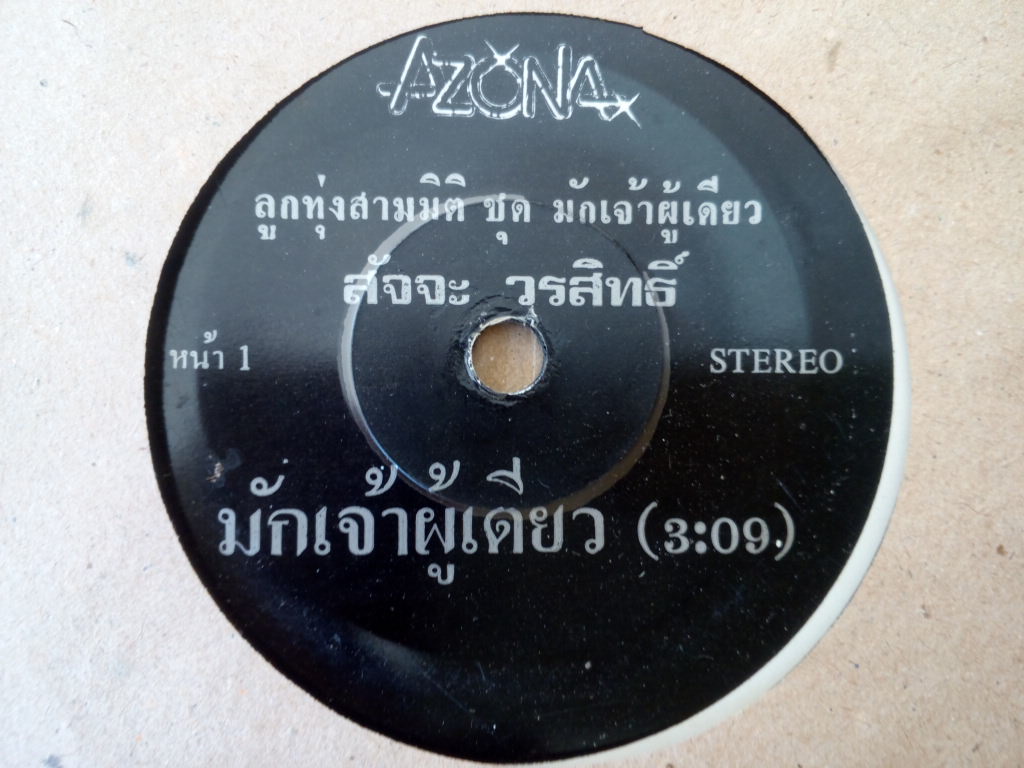 AZONA
ลูกทุ่งสามมิติ ชุด มักเจ้าผู้เดียว
สัจจะ วรสิทธิ์
หน้า 1
STEREO
มักเจ้าผู้เดียว (3:09)